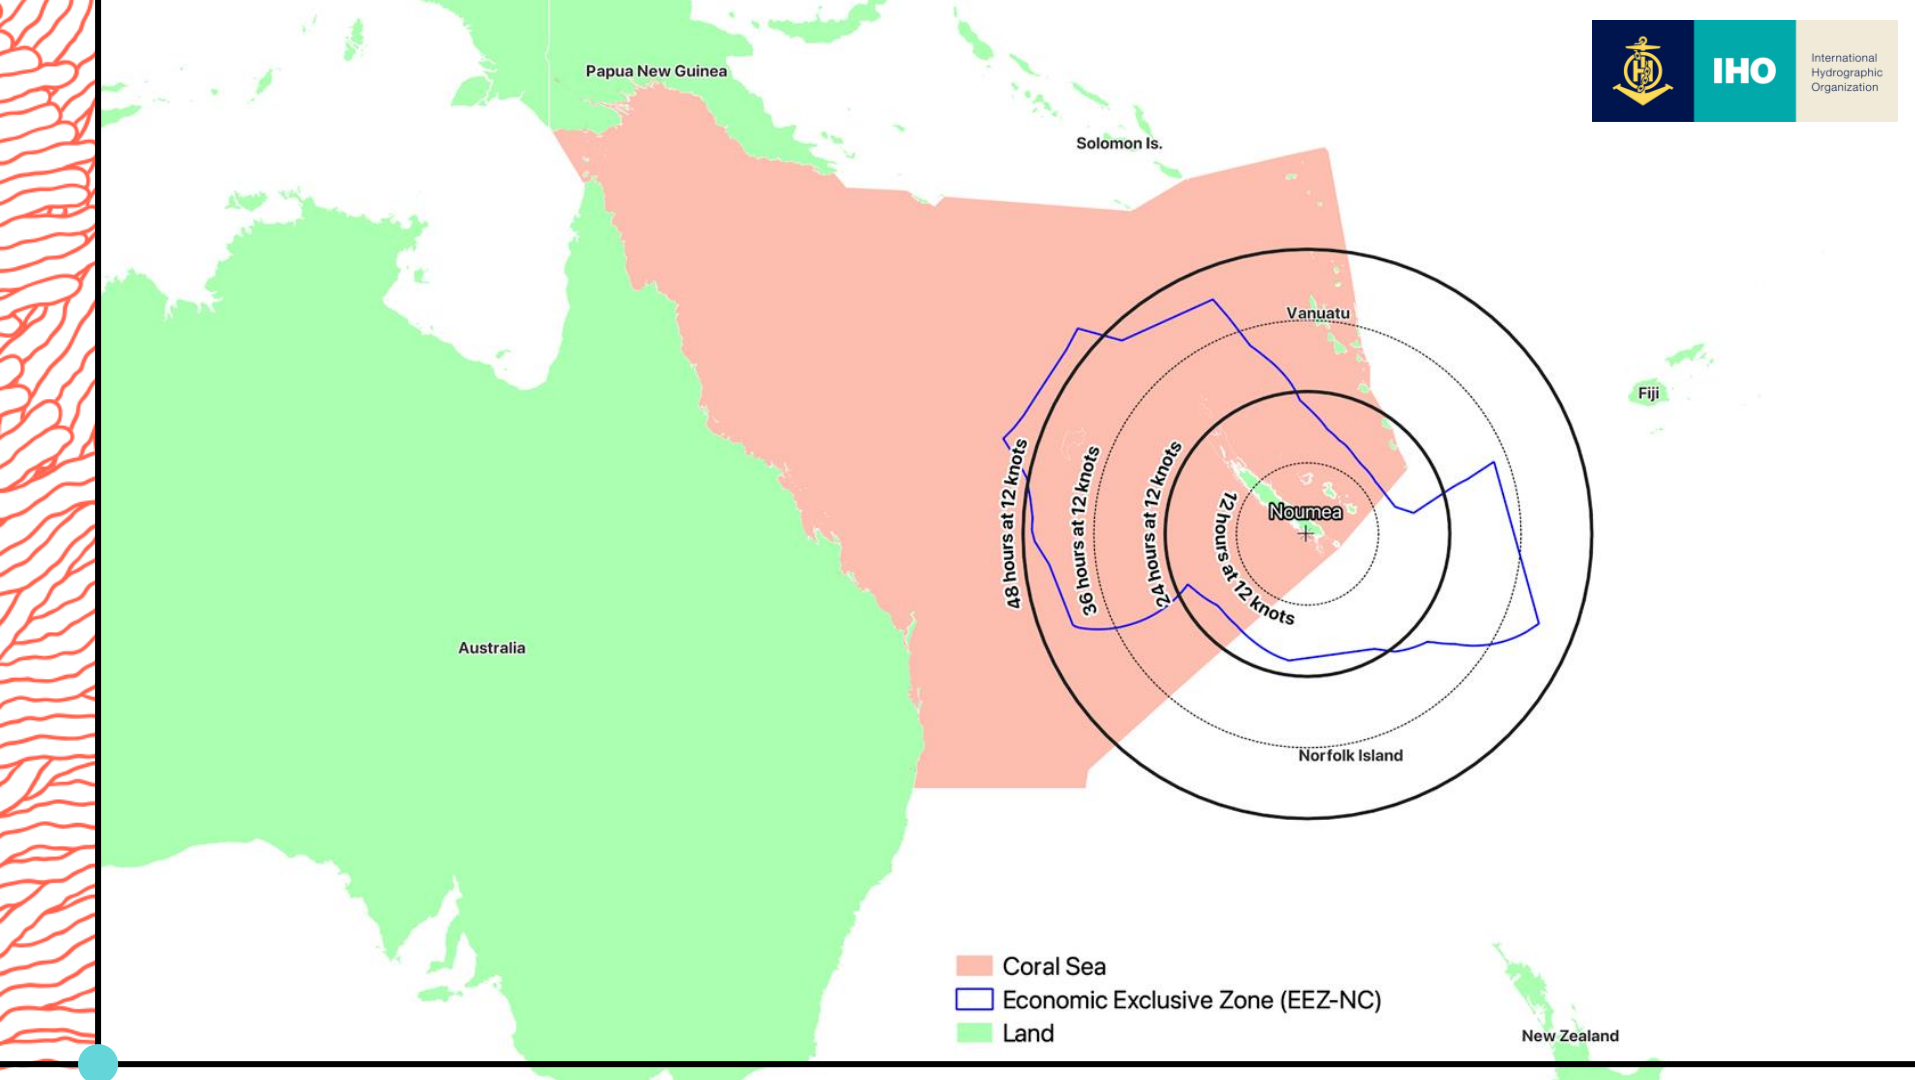 Papua New Guinea
IHO
International
Hydrographic
Organization
Solomon Is.
Vanuatu
Fiji
48 hours at 12 knots
36 hours at 12 knots
24 hours at 12 knots
12 hours at 12 knots
Noumea
Australia
Norfolk Island
Coral Sea
Economic Exclusive Zone (EEZ-NC)
Land
New Zealand